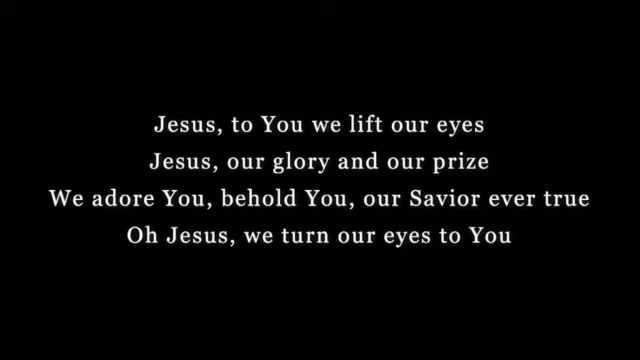 Jesus, to You we lift our eyes
Jesus, our glory and our prize
We adore You, behold You, our Savior ever true
Oh Jesus, we turn our eyes to You